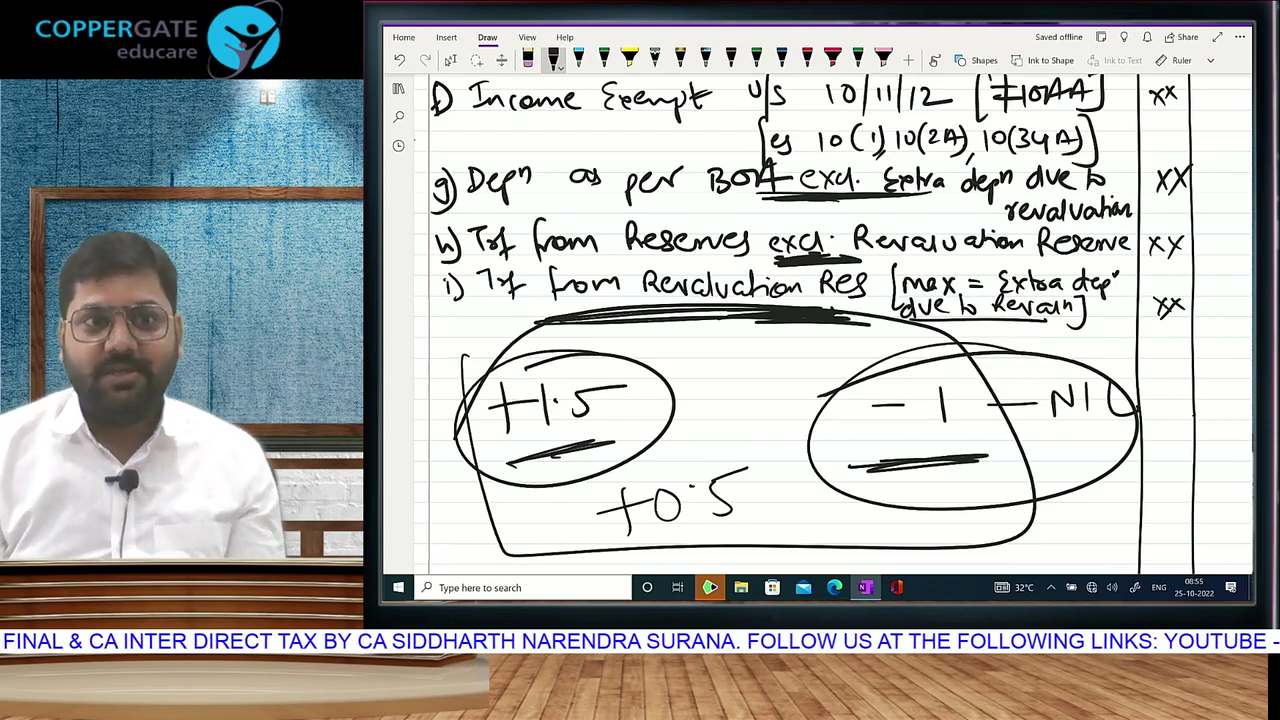 COPPERGATE
educare
Home Insert Draw View Help
Saved offline
Share
Shapes
Ink to Shape
Ink to Text
Ruler
f) Income Exempt u/s 10/11/12 [≠10AA] xx
[eg 10(1), 10(2A), 10(34A)]
g) Depn as per BOA excl. Extra depn due to revaluation xx
h) Trf from Reserves excl. Revaluation Reserve xx
i) Trf from Revaluation Res [max = Extra depn
due to Revaln] xx
+1.5
- 1 — NIL
+0.5
Type here to search
32°C
ENG
08:55
25-10-2022
FINAL & CA INTER DIRECT TAX BY CA SIDDHARTH NARENDRA SURANA. FOLLOW US AT THE FOLLOWING LINKS: YOUTUBE -